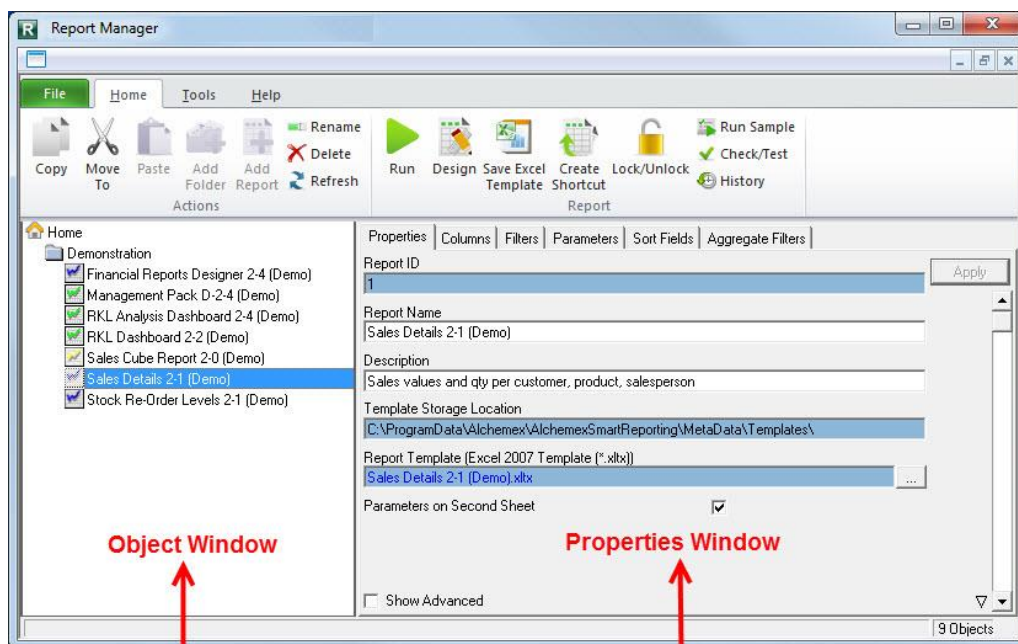 Report Manager
File Home Tools Help
Copy
Move To
Paste
Add Folder
Add Report
Rename
Delete
Refresh
Actions
Run
Design
Save Excel Template
Create Shortcut
Lock/Unlock
Run Sample
Check/Test
History
Report
Home
Demonstration
Financial Reports Designer 2-4 (Demo)
Management Pack D-2-4 (Demo)
RKL Analysis Dashboard 2-4 (Demo)
RKL Dashboard 2-2 (Demo)
Sales Cube Report 2-0 (Demo)
Sales Details 2-1 (Demo)
Stock Re-Order Levels 2-1 (Demo)
Object Window
Properties Columns Filters Parameters Sort Fields Aggregate Filters
Report ID
Apply
1
Report Name
Sales Details 2-1 (Demo)
Description
Sales values and qty per customer, product, salesperson
Template Storage Location
C:\ProgramData\Alchemex\AlchemexSmartReporting\MetaData\Templates\
Report Template (Excel 2007 Template (*.xltx))
Sales Details 2-1 (Demo).xltx
...
Parameters on Second Sheet
Properties Window
Show Advanced
9 Objects